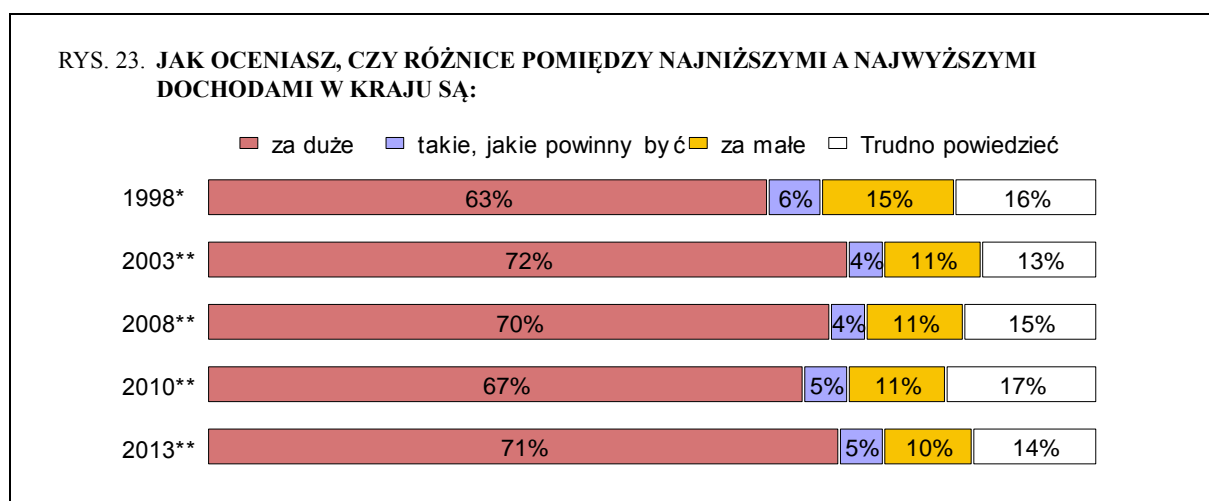 RYS. 23. JAK OCENIASZ, CZY RÓŻNICE POMIĘDZY NAJNIŻSZYMI A NAJWYŻSZYMI
DOCHODAMI W KRAJU SĄ:
za duże takie, jakie powinny być za małe Trudno powiedzieć
1998* 63% 6% 15% 16%
2003** 72% 4% 11% 13%
2008** 70% 4% 11% 15%
2010** 67% 5% 11% 17%
2013** 71% 5% 10% 14%